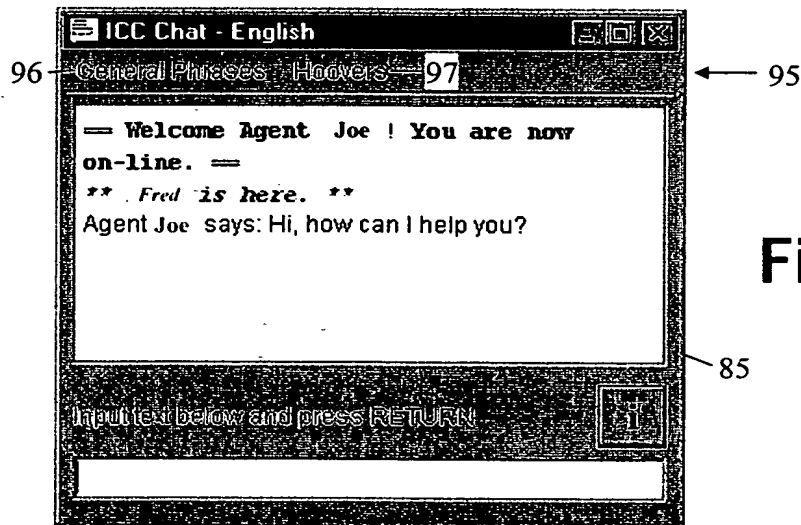 ICC Chat - English
96 General Phrases Hoovers 97 95
== Welcome Agent Joe ! You are now
on-line. ==
** Fred is here. **
Agent Joe says: Hi, how can I help you?
Fi
85
Input text below and press RETURN
i